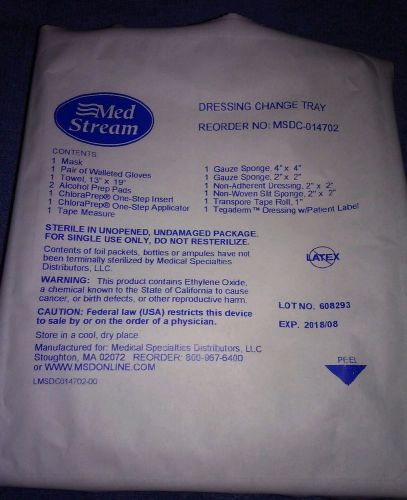 Med
Stream
DRESSING CHANGE TRAY
REORDER NO: MSDC-014702
CONTENTS
1 Mask
1 Pair of Walleted Gloves
1 Towel, 13" x 19"
2 Alcohol Prep Pads
1 ChloraPrep® One-Step Insert
1 ChloraPrep® One-Step Applicator
1 Tape Measure
1 Gauze Sponge, 4" x 4"
1 Gauze Sponge, 2" x 2"
1 Non-Adherent Dressing, 2" x 2"
1 Non-Woven Slit Sponge, 2" x 2"
1 Transpore Tape Roll, 1"
1 Tegaderm™ Dressing w/Patient Label
STERILE IN UNOPENED, UNDAMAGED PACKAGE.
FOR SINGLE USE ONLY, DO NOT RESTERILIZE.
Contents of foil packets, bottles or ampules have not
been terminally sterilized by Medical Specialties
Distributors, LLC.
LATEX
WARNING: This product contains Ethylene Oxide,
a chemical known to the State of California to cause
cancer, or birth defects, or other reproductive harm.
LOT NO. 608293
CAUTION: Federal law (USA) restricts this device
to sale by or on the order of a physician.
EXP. 2018/08
Store in a cool, dry place.
Manufactured for: Medical Specialties Distributors, LLC
Stoughton, MA 02072 REORDER: 800-967-6400
or WWW.MSDONLINE.COM
PEEL
LMSDC014702-00